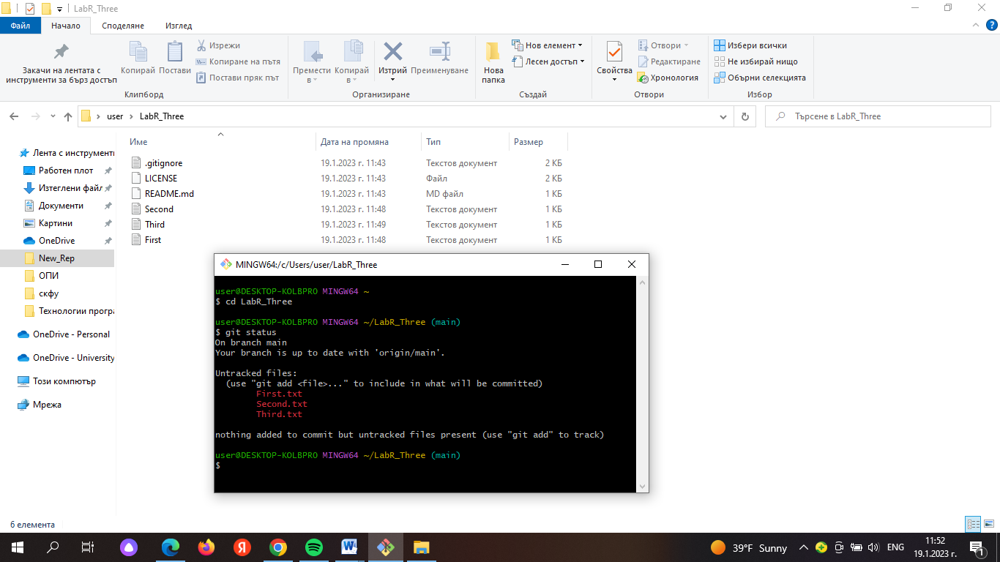 LabR_Three
Файл Начало Споделяне Изглед
Закачи на лентата с инструменти за бърз достъп
Копирай
Постави
Изрежи
Копиране на пътя
Постави пряк път
Клипборд
Премести в
Копирай в
Изтрий
Преименуване
Организиране
Нова папка
Нов елемент
Лесен достъп
Създай
Свойства
Отвори
Редактиране
Хронология
Отвори
Избери всички
Не избирай нищо
Обърни селекцията
Избор
user › LabR_Three
Търсене в LabR_Three
Лента с инструменти
Работен плот
Изтеглени файл
Документи
Картини
OneDrive
New_Rep
ОПИ
скфу
Технологии програ
OneDrive - Personal
OneDrive - University
Този компютър
Мрежа
Име Дата на промяна Тип Размер
.gitignore 19.1.2023 г. 11:43 Текстов документ 2 КБ
LICENSE 19.1.2023 г. 11:43 Файл 2 КБ
README.md 19.1.2023 г. 11:43 MD файл 1 КБ
Second 19.1.2023 г. 11:48 Текстов документ 1 КБ
Third 19.1.2023 г. 11:49 Текстов документ 1 КБ
First 19.1.2023 г. 11:48 Текстов документ 1 КБ
MINGW64:/c/Users/user/LabR_Three
user@DESKTOP-KOLBPRO MINGW64 ~
$ cd LabR_Three
user@DESKTOP-KOLBPRO MINGW64 ~/LabR_Three (main)
$ git status
On branch main
Your branch is up to date with 'origin/main'.
Untracked files:
(use "git add <file>..." to include in what will be committed)
First.txt
Second.txt
Third.txt
nothing added to commit but untracked files present (use "git add" to track)
user@DESKTOP-KOLBPRO MINGW64 ~/LabR_Three (main)
$
6 елемента
39°F Sunny
ENG
11:52
19.1.2023 г.
1